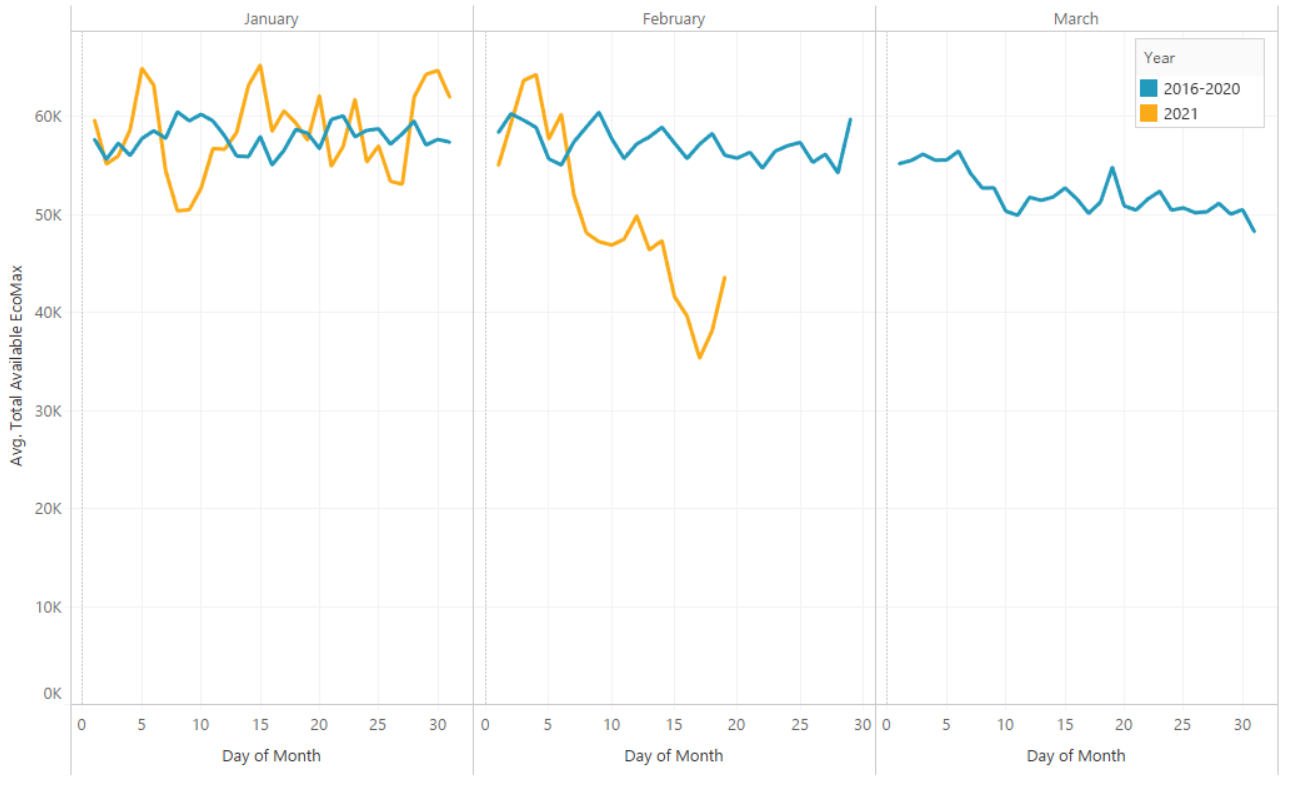 January February March
Year
2016-2020
2021
Avg. Total Available EcoMax
60K
50K
40K
30K
20K
10K
0K
0 5 10 15 20 25 30 0 5 10 15 20 25 30 0 5 10 15 20 25 30
Day of Month Day of Month Day of Month